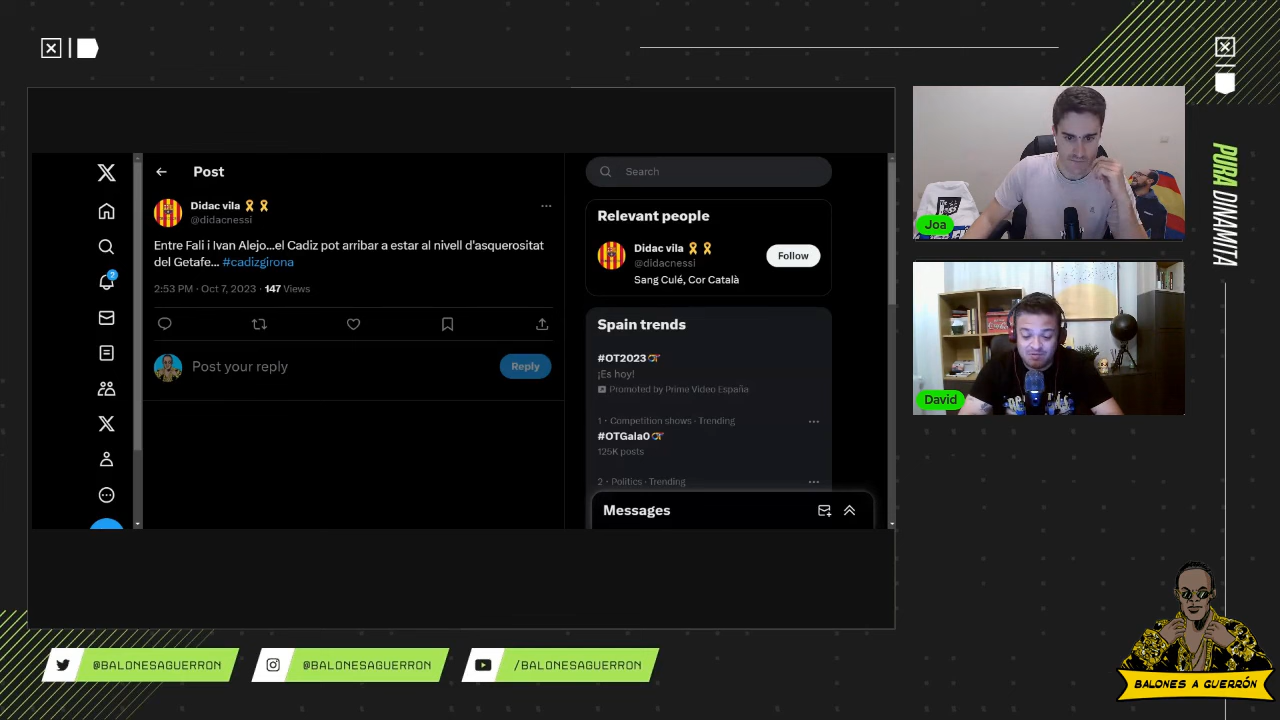 Post
Didac vila
@didacnessi
Entre Fali i Ivan Alejo...el Cadiz pot arribar a estar al nivell d'asquerositat
del Getafe... #cadizgirona
2:53 PM · Oct 7, 2023 · 147 Views
Post your reply
Reply
Search
Relevant people
Didac vila
@didacnessi
Follow
Sang Culé, Cor Català
Spain trends
#OT2023
¡Es hoy!
Promoted by Prime Video España
1 · Competition shows · Trending
#OTGala0
125K posts
2 · Politics · Trending
Messages
Joa
David
PURA DINAMITA
@BALONESAGUERRON
@BALONESAGUERRON
/BALONESAGUERRON
BALONES A GUERRÓN